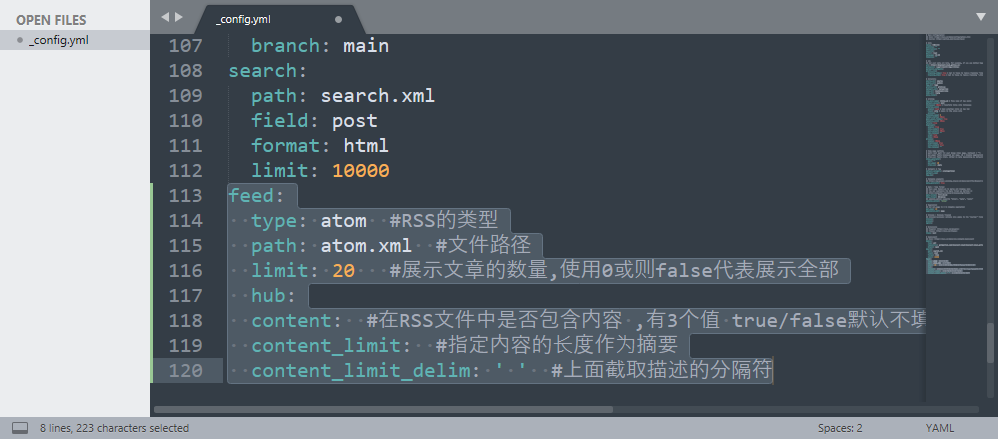 OPEN FILES
_config.yml
_config.yml
107 branch: main
108 search:
109 path: search.xml
110 field: post
111 format: html
112 limit: 10000
113 feed:
114 type: atom #RSS的类型
115 path: atom.xml #文件路径
116 limit: 20 #展示文章的数量,使用0或则false代表展示全部
117 hub:
118 content: #在RSS文件中是否包含内容 ,有3个值 true/false默认不填
119 content_limit: #指定内容的长度作为摘要
120 content_limit_delim: ' ' #上面截取描述的分隔符
8 lines, 223 characters selected
Spaces: 2
YAML